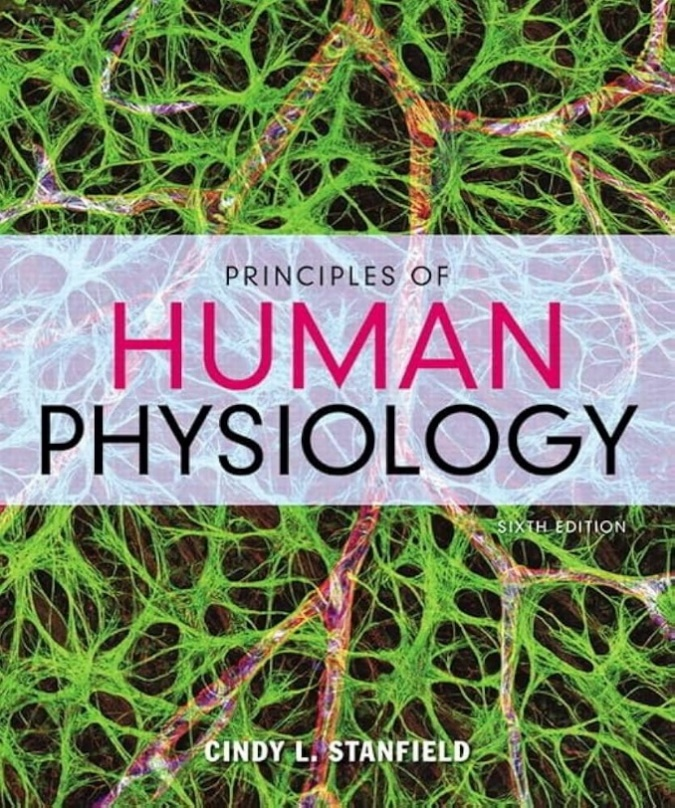 PRINCIPLES OF
HUMAN
PHYSIOLOGY
SIXTH EDITION
CINDY L. STANFIELD